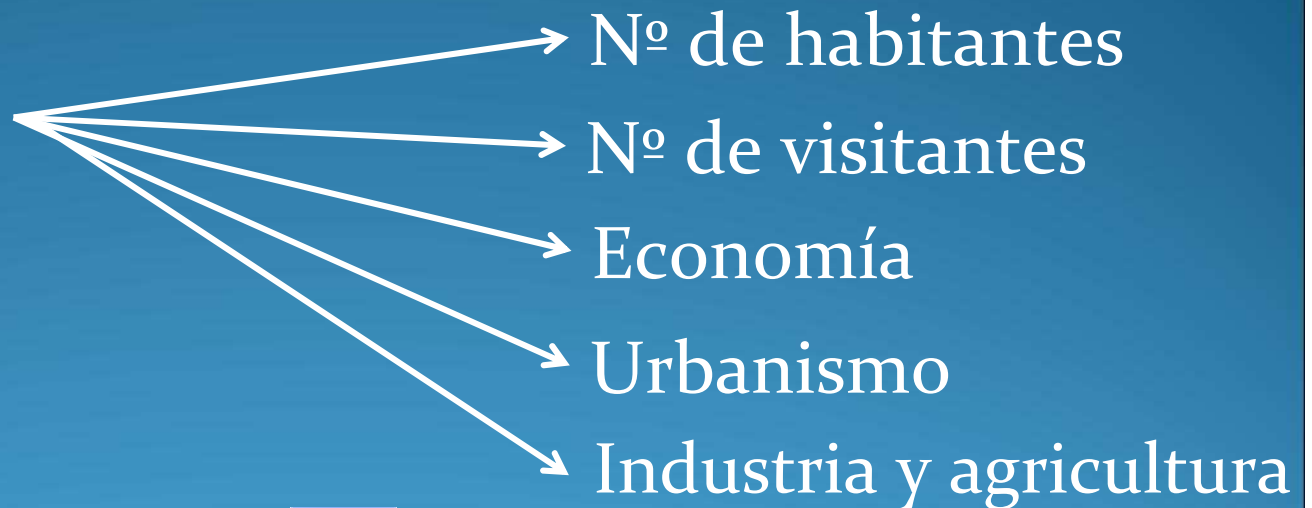 Nº de habitantes
Nº de visitantes
Economía
Urbanismo
Industria y agricultura